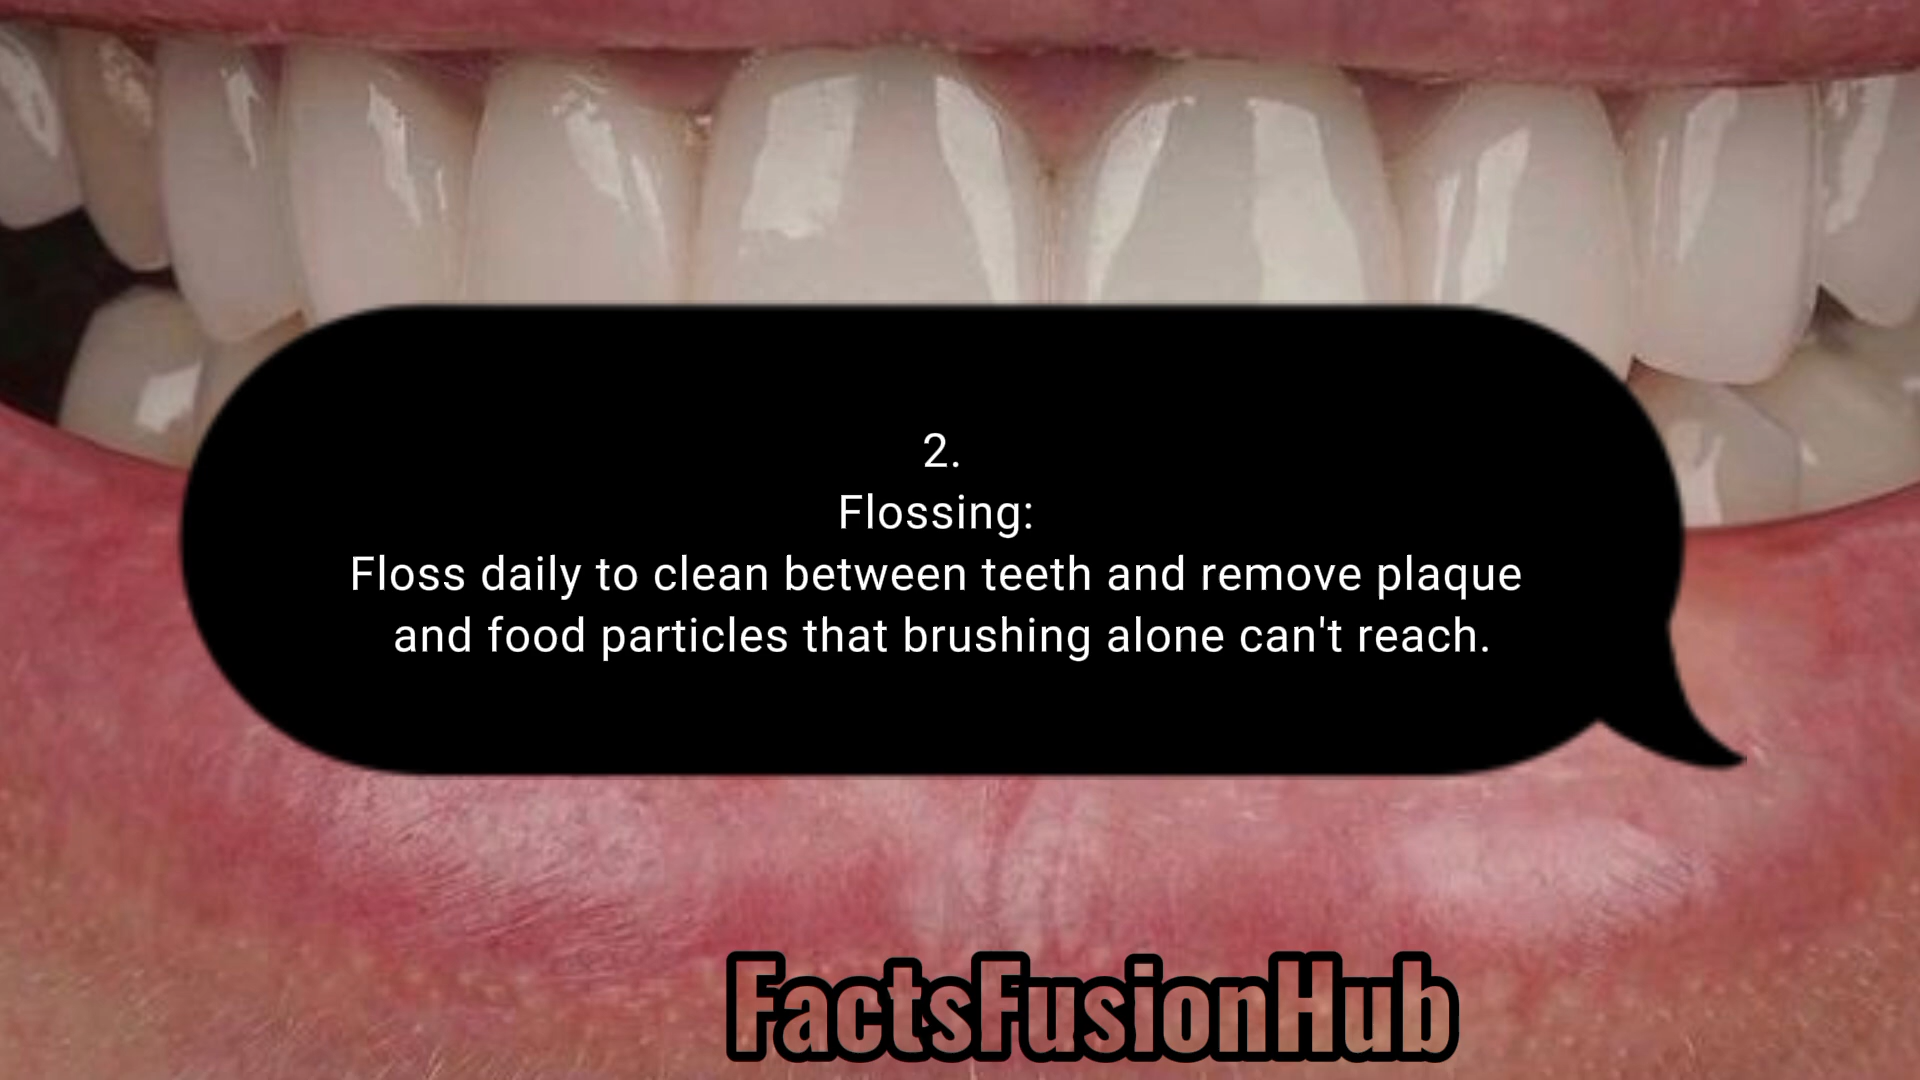 2.
Flossing:
Floss daily to clean between teeth and remove plaque
and food particles that brushing alone can't reach.
FactsFusionHub